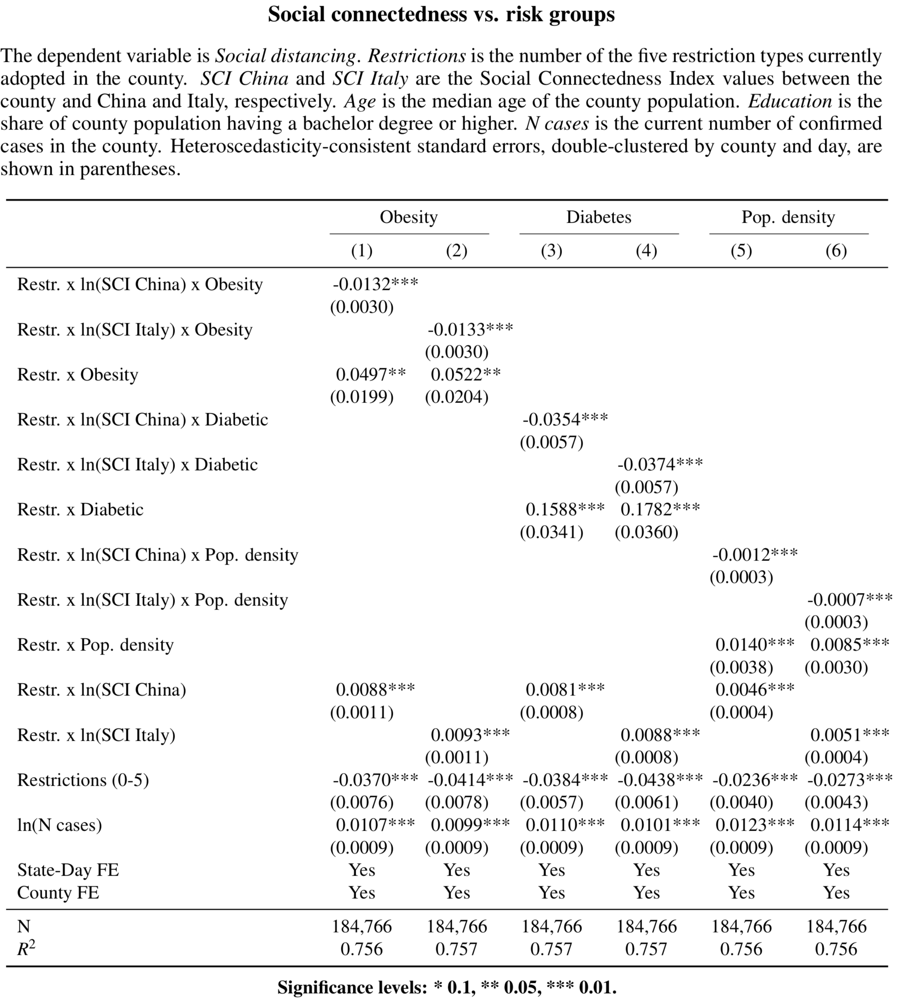 Social connectedness vs. risk groups
The dependent variable is Social distancing. Restrictions is the number of the five restriction types currently
adopted in the county. SCI China and SCI Italy are the Social Connectedness Index values between the
county and China and Italy, respectively. Age is the median age of the county population. Education is the
share of county population having a bachelor degree or higher. N cases is the current number of confirmed
cases in the county. Heteroscedasticity-consistent standard errors, double-clustered by county and day, are
shown in parentheses.
Obesity Diabetes Pop. density
(1) (2) (3) (4) (5) (6)
Restr. x ln(SCI China) x Obesity -0.0132***
(0.0030)
Restr. x ln(SCI Italy) x Obesity -0.0133***
(0.0030)
Restr. x Obesity 0.0497** 0.0522**
(0.0199) (0.0204)
Restr. x ln(SCI China) x Diabetic -0.0354***
(0.0057)
Restr. x ln(SCI Italy) x Diabetic -0.0374***
(0.0057)
Restr. x Diabetic 0.1588*** 0.1782***
(0.0341) (0.0360)
Restr. x ln(SCI China) x Pop. density -0.0012***
(0.0003)
Restr. x ln(SCI Italy) x Pop. density -0.0007***
(0.0003)
Restr. x Pop. density 0.0140*** 0.0085***
(0.0038) (0.0030)
Restr. x ln(SCI China) 0.0088*** 0.0081*** 0.0046***
(0.0011) (0.0008) (0.0004)
Restr. x ln(SCI Italy) 0.0093*** 0.0088*** 0.0051***
(0.0011) (0.0008) (0.0004)
Restrictions (0-5) -0.0370*** -0.0414*** -0.0384*** -0.0438*** -0.0236*** -0.0273***
(0.0076) (0.0078) (0.0057) (0.0061) (0.0040) (0.0043)
ln(N cases) 0.0107*** 0.0099*** 0.0110*** 0.0101*** 0.0123*** 0.0114***
(0.0009) (0.0009) (0.0009) (0.0009) (0.0009) (0.0009)
State-Day FE Yes Yes Yes Yes Yes Yes
County FE Yes Yes Yes Yes Yes Yes
N 184,766 184,766 184,766 184,766 184,766 184,766
R² 0.756 0.757 0.757 0.757 0.756 0.756
Significance levels: * 0.1, ** 0.05, *** 0.01.